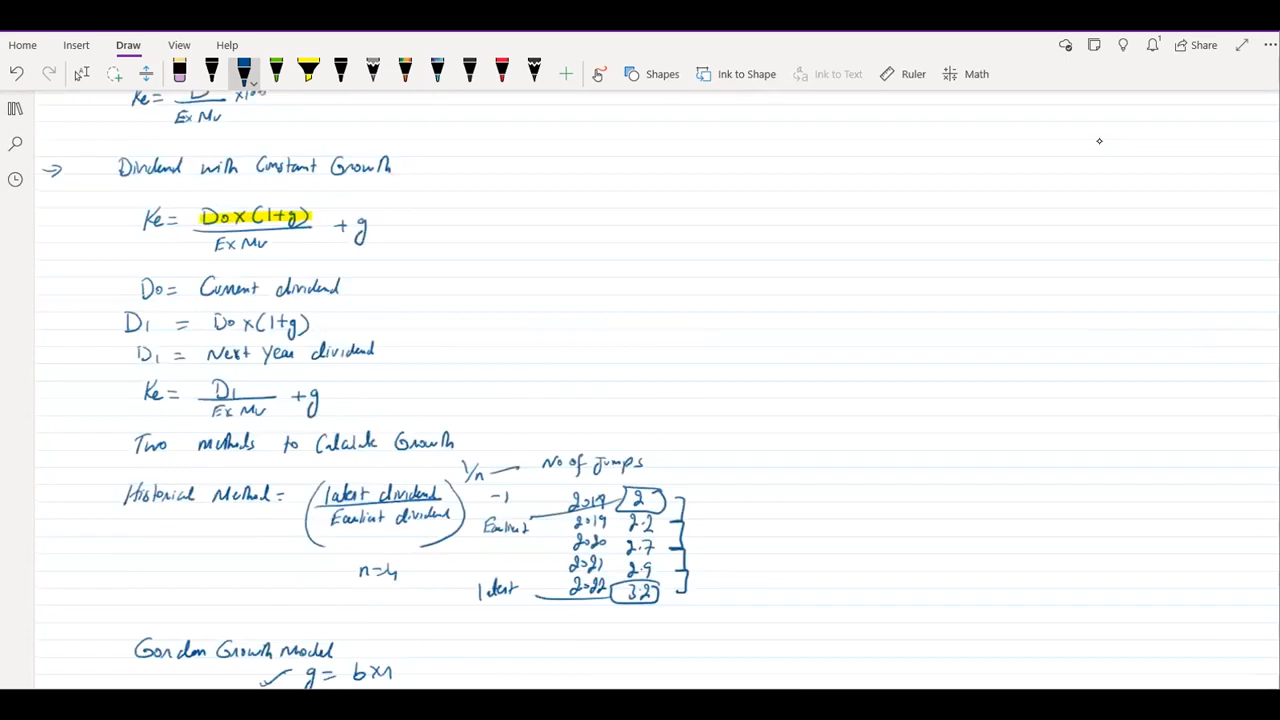 Home Insert Draw View Help
Share
Shapes Ink to Shape Ink to Text Ruler Math
Ke = D / Ex Mv x100
→ Dividend with Constant Growth
Ke = Do x (1+g) / Ex Mv + g
Do = Current dividend
D1 = Do x (1+g)
D1 = Next Year dividend
Ke = D1 / Ex Mv + g
Two methods to Calculate Growth
Historical Method = (latest dividend / Earliest dividend) 1/n - 1
No of Jumps
Earliest 2
2019 2.2
2020 2.7
2021 2.9
latest 2022 3.2
n=4
Gordon Growth Model
✓ g = b x r